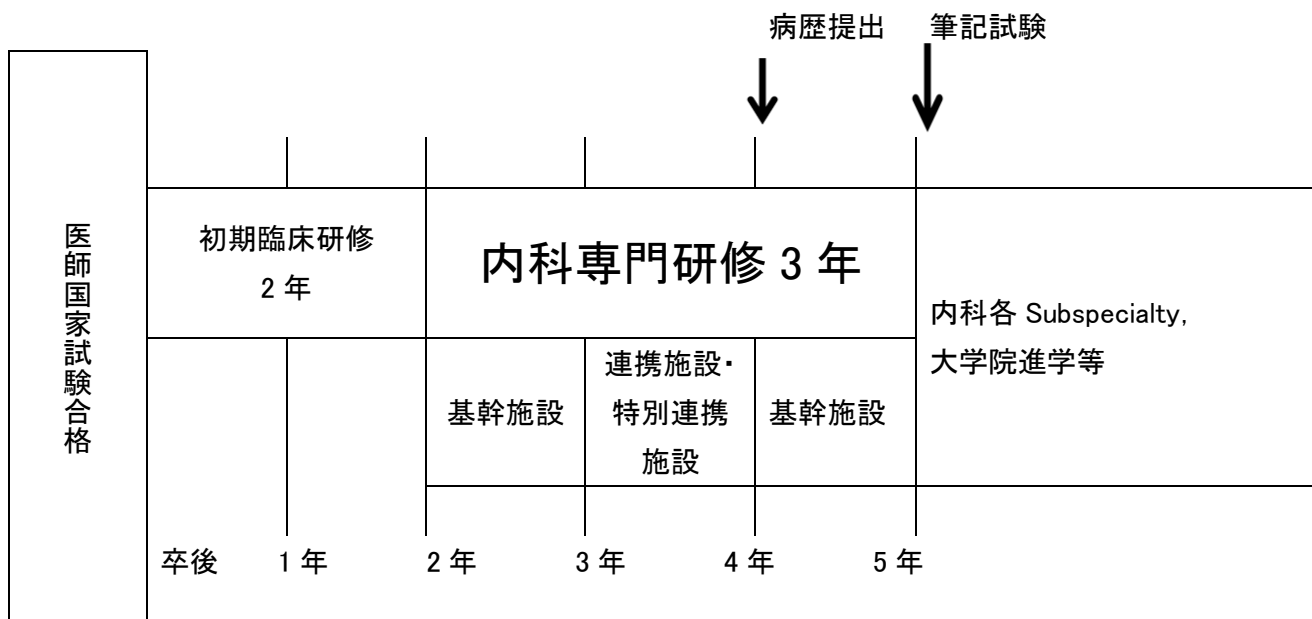 病歴提出 筆記試験
医師国家試験合格
初期臨床研修
2 年
内科専門研修 3 年
内科各 Subspecialty,
大学院進学等
基幹施設
連携施設・
特別連携
施設
基幹施設
卒後 1 年 2 年 3 年 4 年 5 年